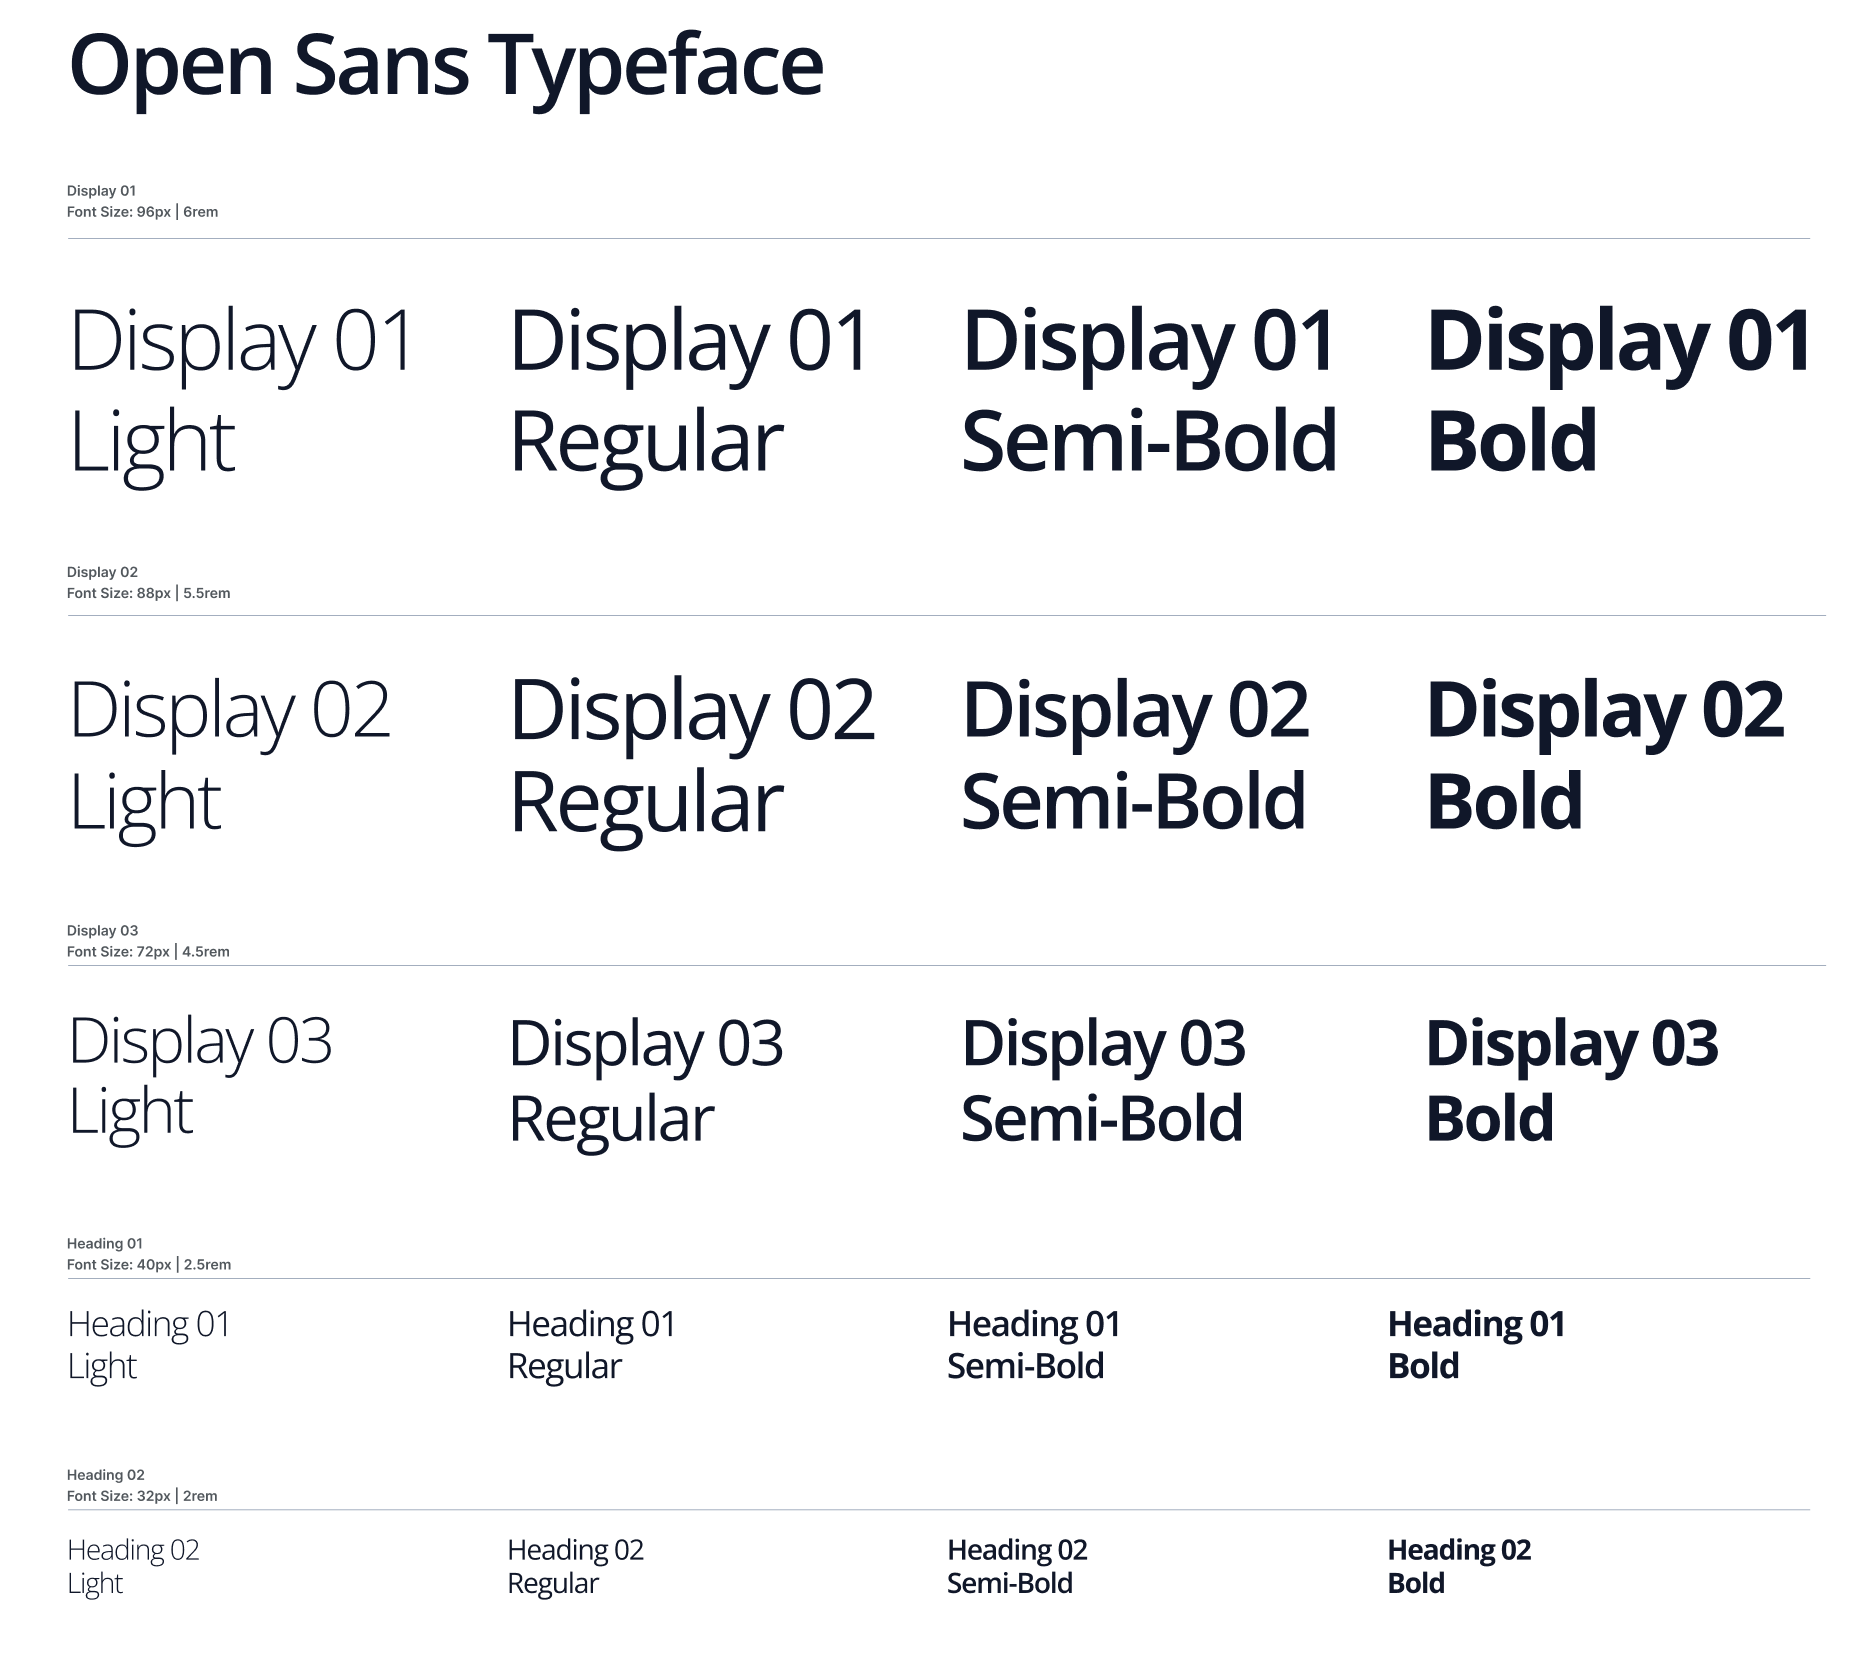 Open Sans Typeface
Display 01
Font Size: 96px | 6rem
Display 01
Light
Display 01
Regular
Display 01
Semi-Bold
Display 01
Bold
Display 02
Font Size: 88px | 5.5rem
Display 02
Light
Display 02
Regular
Display 02
Semi-Bold
Display 02
Bold
Display 03
Font Size: 72px | 4.5rem
Display 03
Light
Display 03
Regular
Display 03
Semi-Bold
Display 03
Bold
Heading 01
Font Size: 40px | 2.5rem
Heading 01
Light
Heading 01
Regular
Heading 01
Semi-Bold
Heading 01
Bold
Heading 02
Font Size: 32px | 2rem
Heading 02
Light
Heading 02
Regular
Heading 02
Semi-Bold
Heading 02
Bold